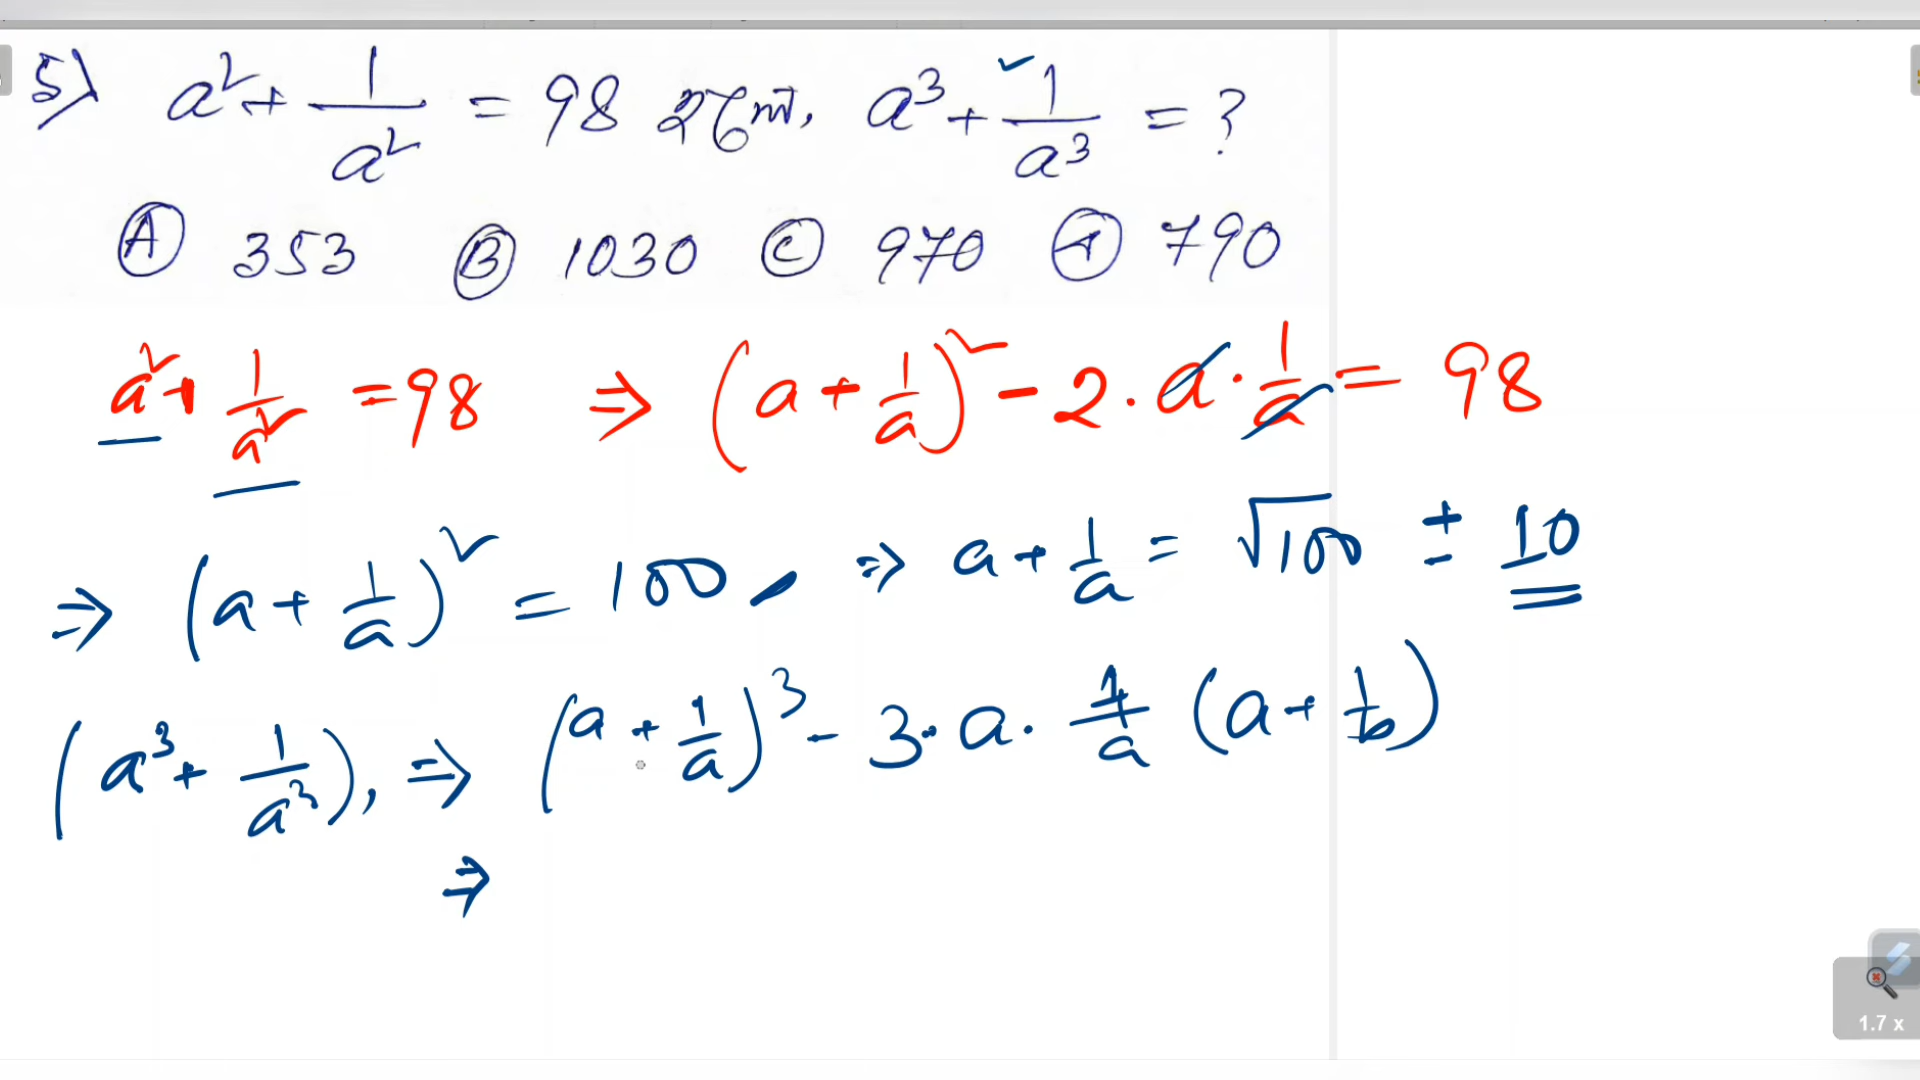 5) a² + 1/a² = 98 হলে, a³ + 1/a³ = ?
Ⓐ 353 Ⓑ 1030 Ⓒ 970 790
a² + 1/a² = 98 ⇒ (a + 1/a)² - 2 · a · 1/a = 98
⇒ (a + 1/a)² = 100 ⇒ a + 1/a = √100 ± 10
(a³ + 1/a³), ⇒ (a + 1/a)³ - 3 · a · 1/a (a + 1/b)
⇒
1.7 x